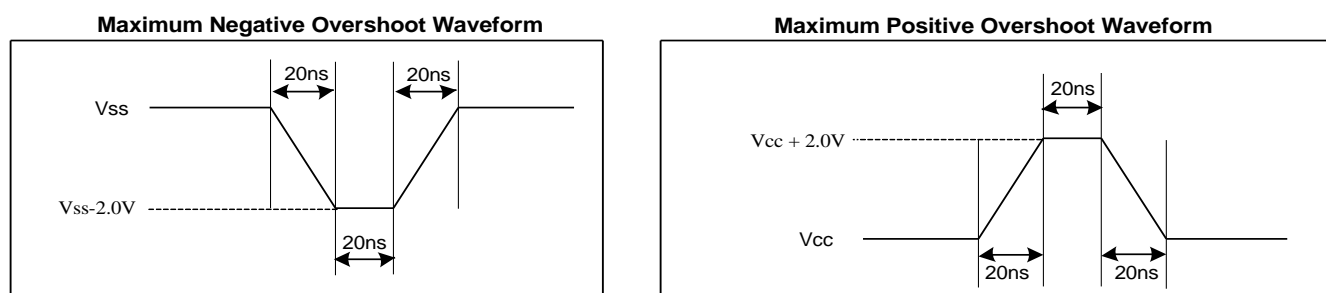 Maximum Negative Overshoot Waveform
20ns
20ns
Vss
Vss-2.0V
20ns
Maximum Positive Overshoot Waveform
20ns
Vcc + 2.0V
Vcc
20ns
20ns